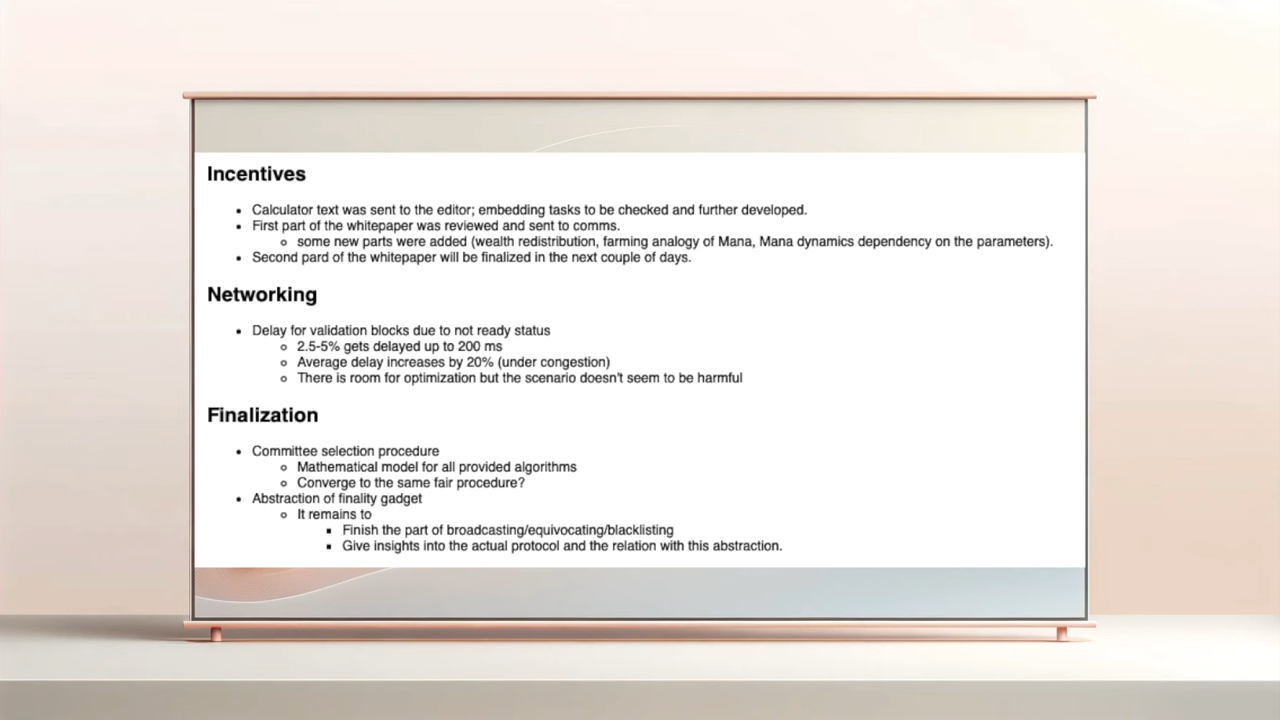 Incentives
Calculator text was sent to the editor; embedding tasks to be checked and further developed.
First part of the whitepaper was reviewed and sent to comms.
some new parts were added (wealth redistribution, farming analogy of Mana, Mana dynamics dependency on the parameters).
Second pard of the whitepaper will be finalized in the next couple of days.
Networking
Delay for validation blocks due to not ready status
2.5-5% gets delayed up to 200 ms
Average delay increases by 20% (under congestion)
There is room for optimization but the scenario doesn't seem to be harmful
Finalization
Committee selection procedure
Mathematical model for all provided algorithms
Converge to the same fair procedure?
Abstraction of finality gadget
It remains to
Finish the part of broadcasting/equivocating/blacklisting
Give insights into the actual protocol and the relation with this abstraction.